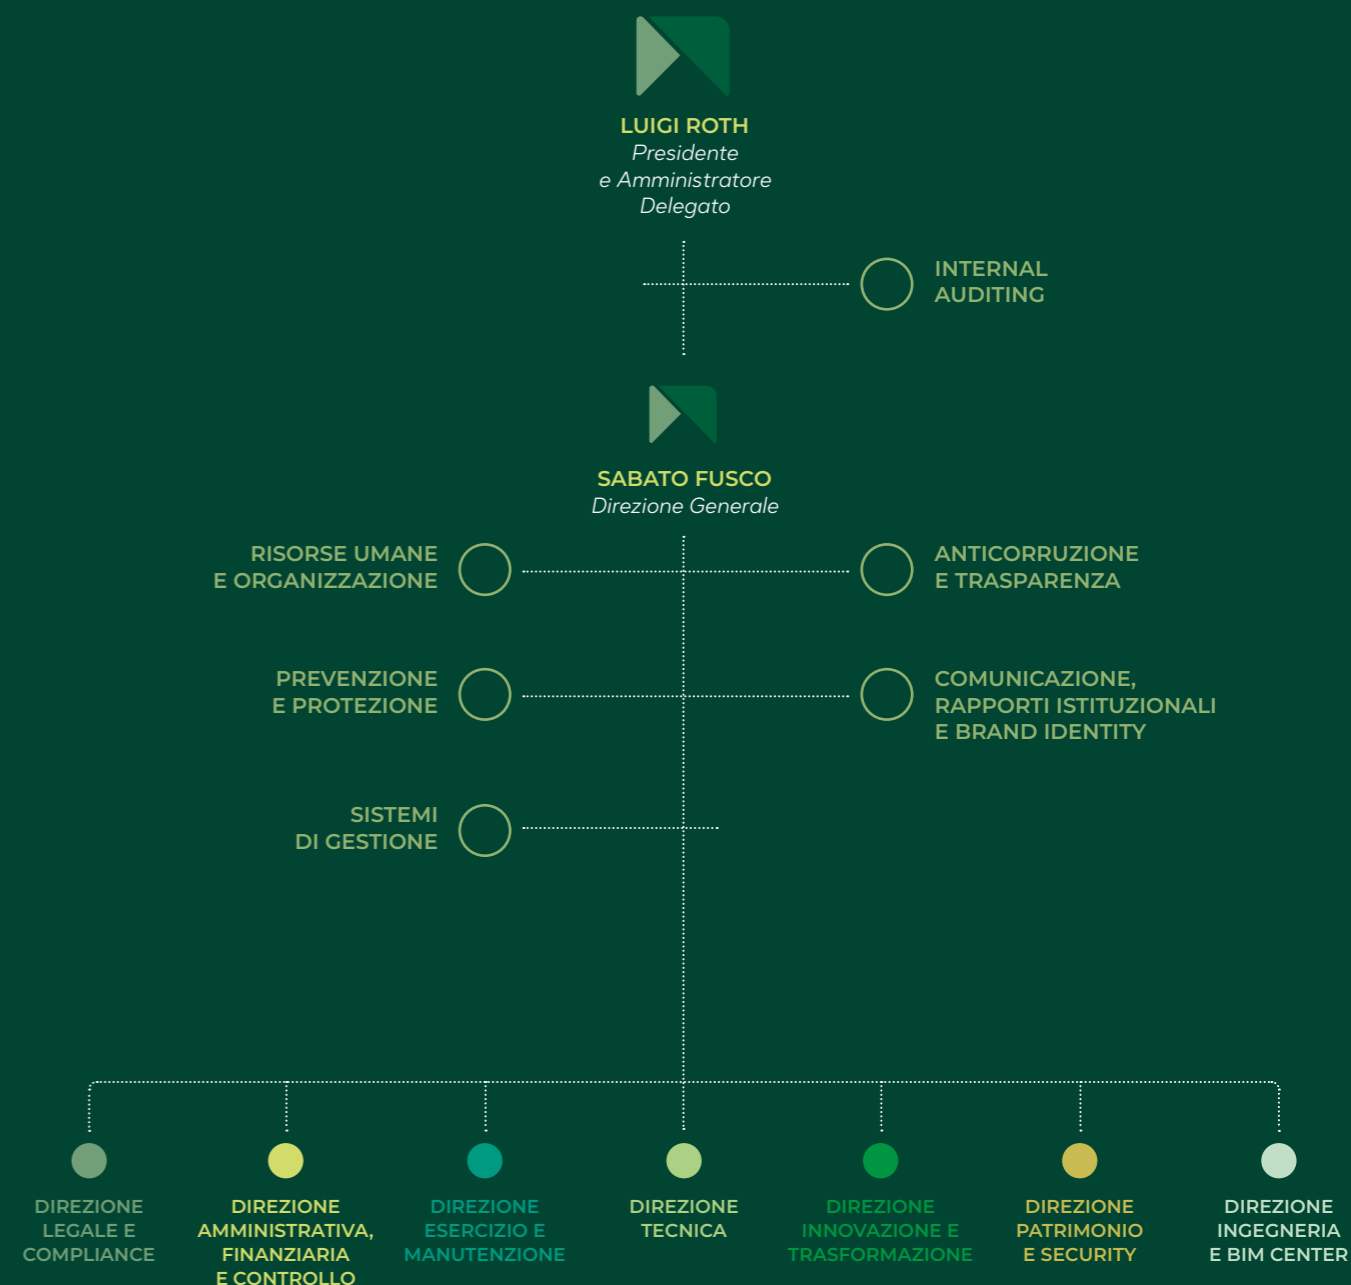 LUIGI ROTH
Presidente
e Amministratore
Delegato
INTERNAL
AUDITING
SABATO FUSCO
Direzione Generale
RISORSE UMANE
E ORGANIZZAZIONE
ANTICORRUZIONE
E TRASPARENZA
PREVENZIONE
E PROTEZIONE
COMUNICAZIONE,
RAPPORTI ISTITUZIONALI
E BRAND IDENTITY
SISTEMI
DI GESTIONE
DIREZIONE
LEGALE E
COMPLIANCE
DIREZIONE
AMMINISTRATIVA,
FINANZIARIA
E CONTROLLO
DIREZIONE
ESERCIZIO E
MANUTENZIONE
DIREZIONE
TECNICA
DIREZIONE
INNOVAZIONE E
TRASFORMAZIONE
DIREZIONE
PATRIMONIO
E SECURITY
DIREZIONE
INGEGNERIA
E BIM CENTER